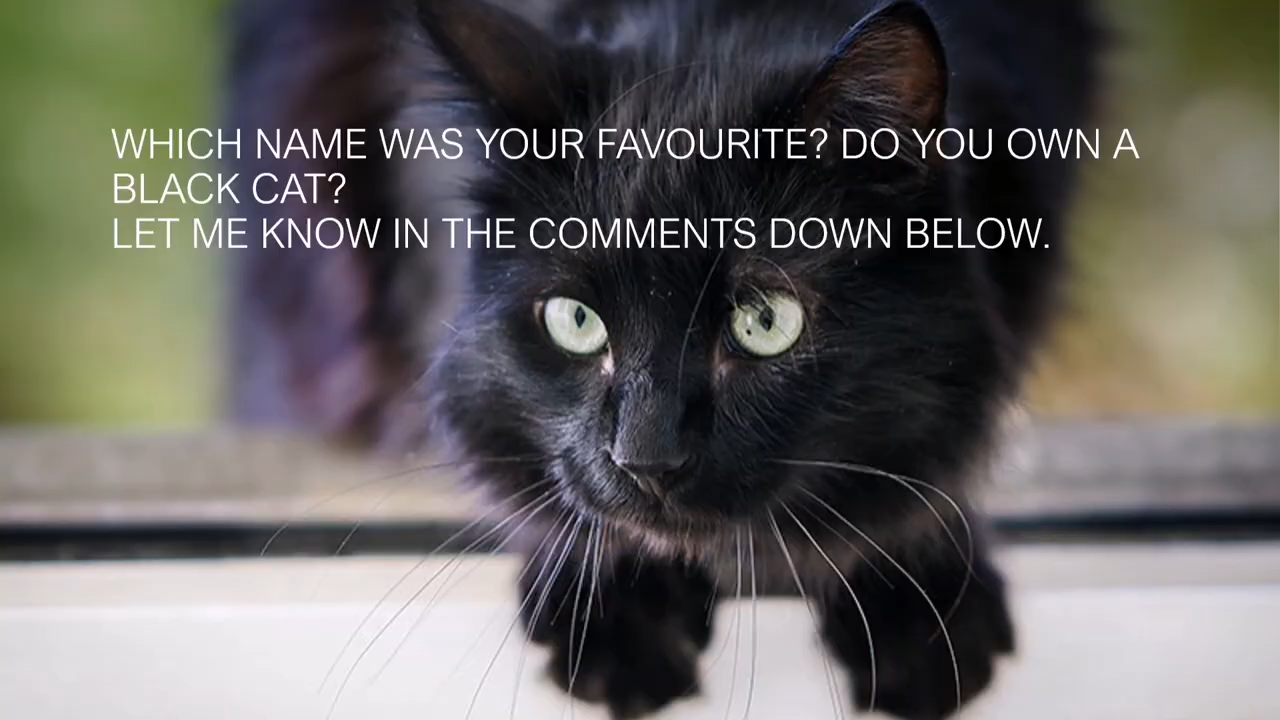 WHICH NAME WAS YOUR FAVOURITE? DO YOU OWN A
BLACK CAT?
LET ME KNOW IN THE COMMENTS DOWN BELOW.